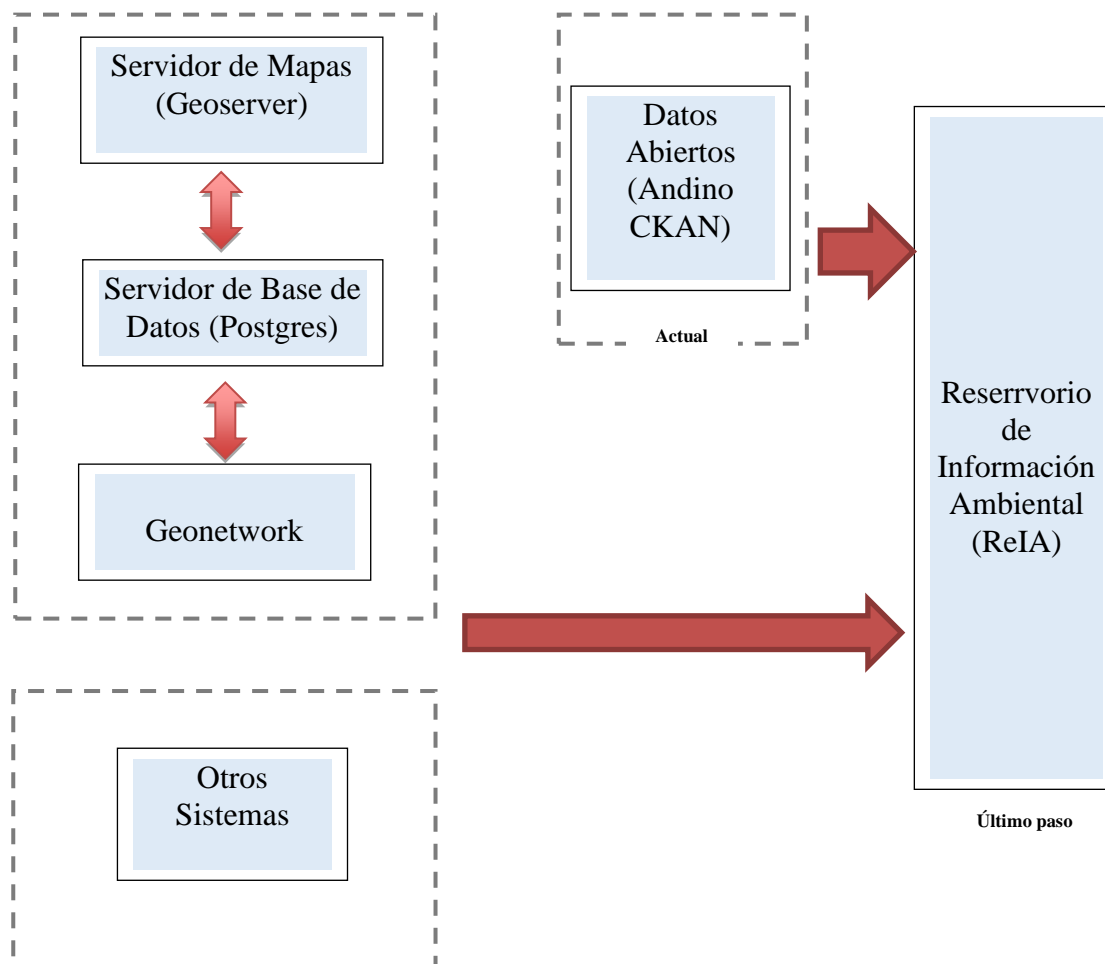 Servidor de Mapas
(Geoserver)
Servidor de Base de
Datos (Postgres)
Geonetwork
Otros
Sistemas
Datos
Abiertos
(Andino
CKAN)
Actual
Reserrvorio
de
Información
Ambiental
(ReIA)
Último paso